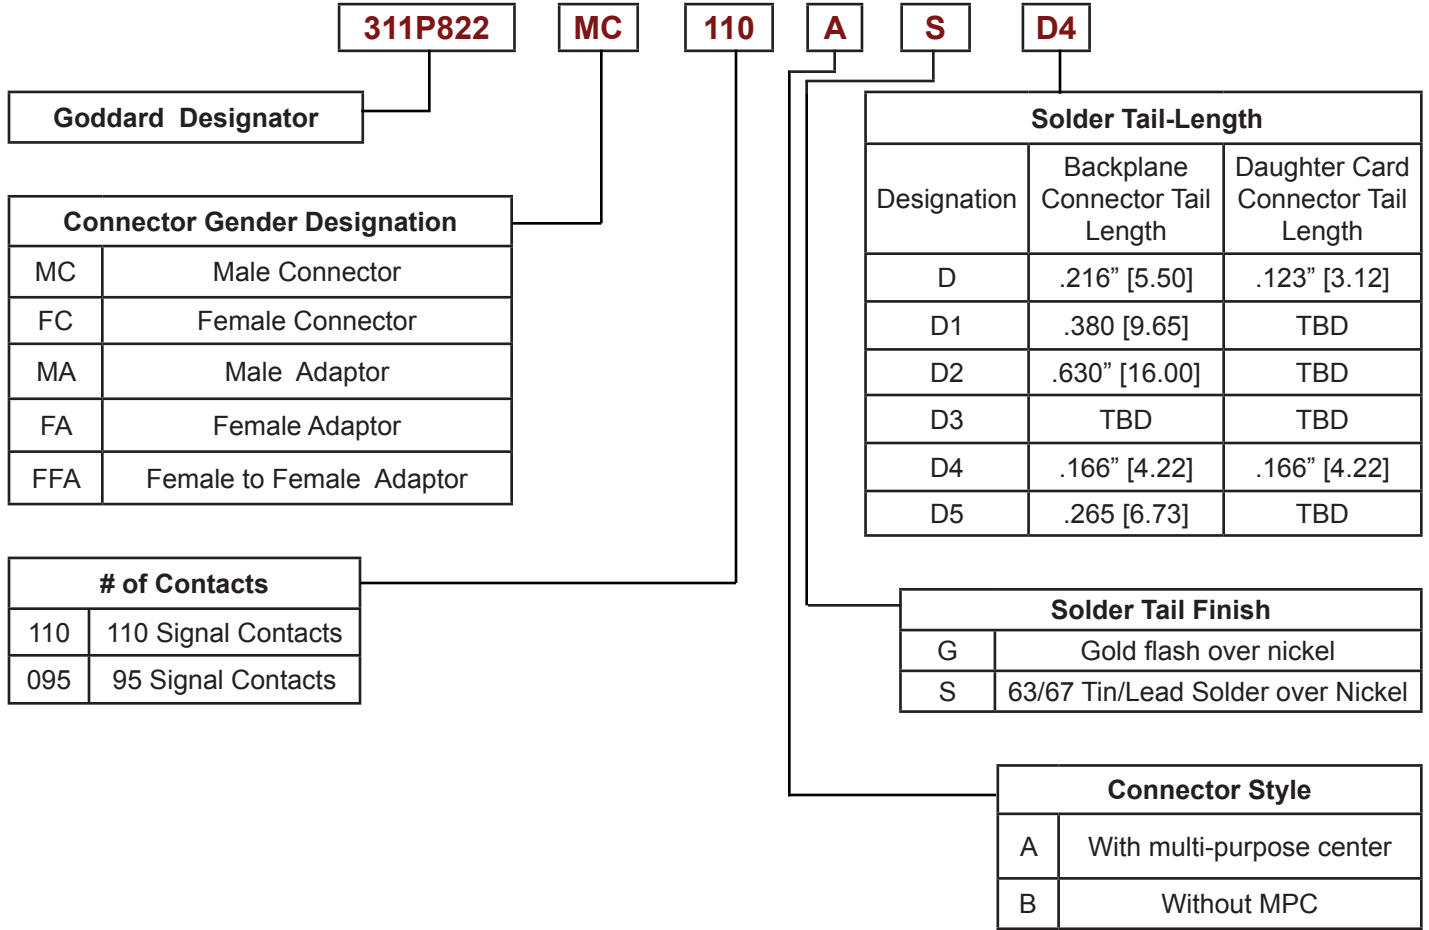 311P822 MC 110 A S D4
Goddard Designator
Connector Gender Designation
MC Male Connector
FC Female Connector
MA Male Adaptor
FA Female Adaptor
FFA Female to Female Adaptor
# of Contacts
110 110 Signal Contacts
095 95 Signal Contacts
Solder Tail-Length
Designation
Backplane
Connector Tail
Length
Daughter Card
Connector Tail
Length
D .216” [5.50] .123” [3.12]
D1 .380 [9.65] TBD
D2 .630” [16.00] TBD
D3 TBD TBD
D4 .166” [4.22] .166” [4.22]
D5 .265 [6.73] TBD
Solder Tail Finish
G Gold flash over nickel
S 63/67 Tin/Lead Solder over Nickel
Connector Style
A With multi-purpose center
B Without MPC